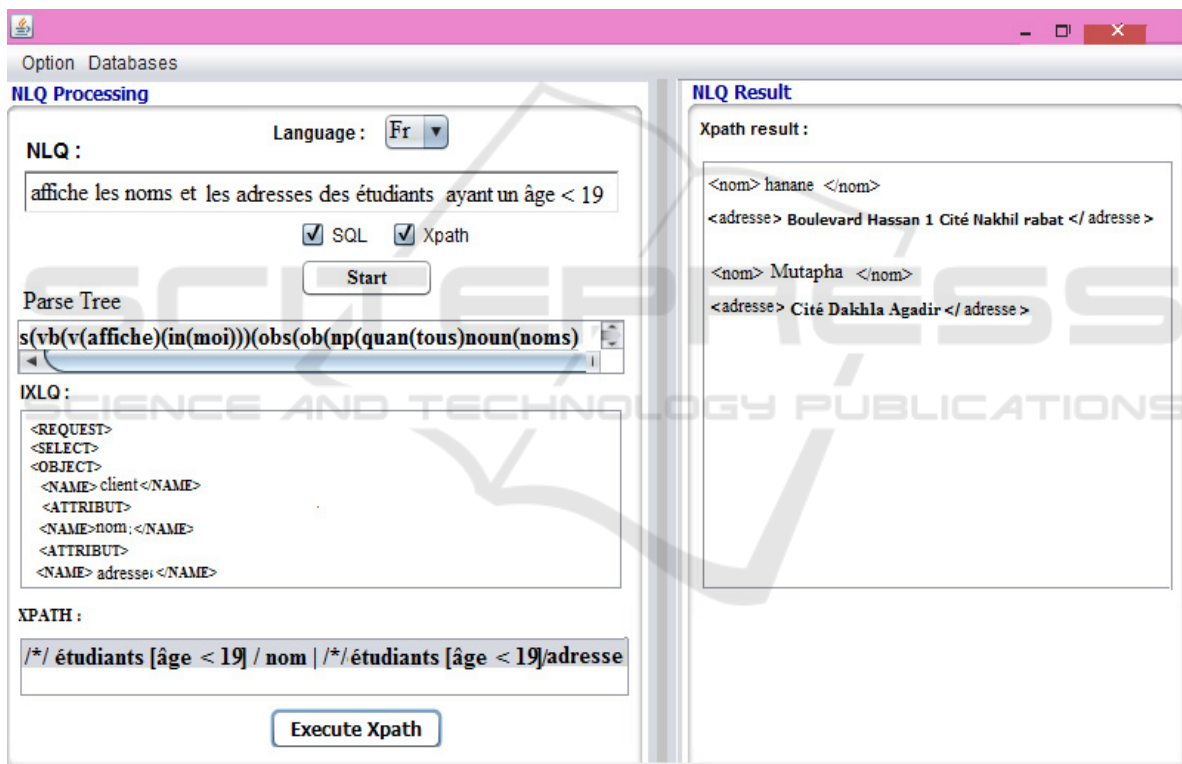 Option Databases
NLQ Processing
Language : Fr
NLQ :
affiche les noms et les adresses des étudiants ayant un âge < 19
SQL Xpath
Start
Parse Tree
s(vb(v(affiche)(in(moi)))(obs(ob(np(quan(tous)noun(noms)
IXLQ :
<REQUEST>
<SELECT>
<OBJECT>
<NAME> client </NAME>
<ATTRIBUT>
<NAME>nom ; </NAME>
<ATTRIBUT>
<NAME> adresse </NAME>
XPATH :
/*/ étudiants [âge < 19] / nom | /*/ étudiants [âge < 19]/adresse
Execute Xpath
NLQ Result
Xpath result :
<nom> hanane </nom>
<adresse> Boulevard Hassan 1 Cité Nakhil rabat </ adresse >
<nom> Mutapha </nom>
<adresse> Cité Dakhla Agadir </ adresse >
SCITEPRESS
SCIENCE AND TECHNOLOGY PUBLICATIONS